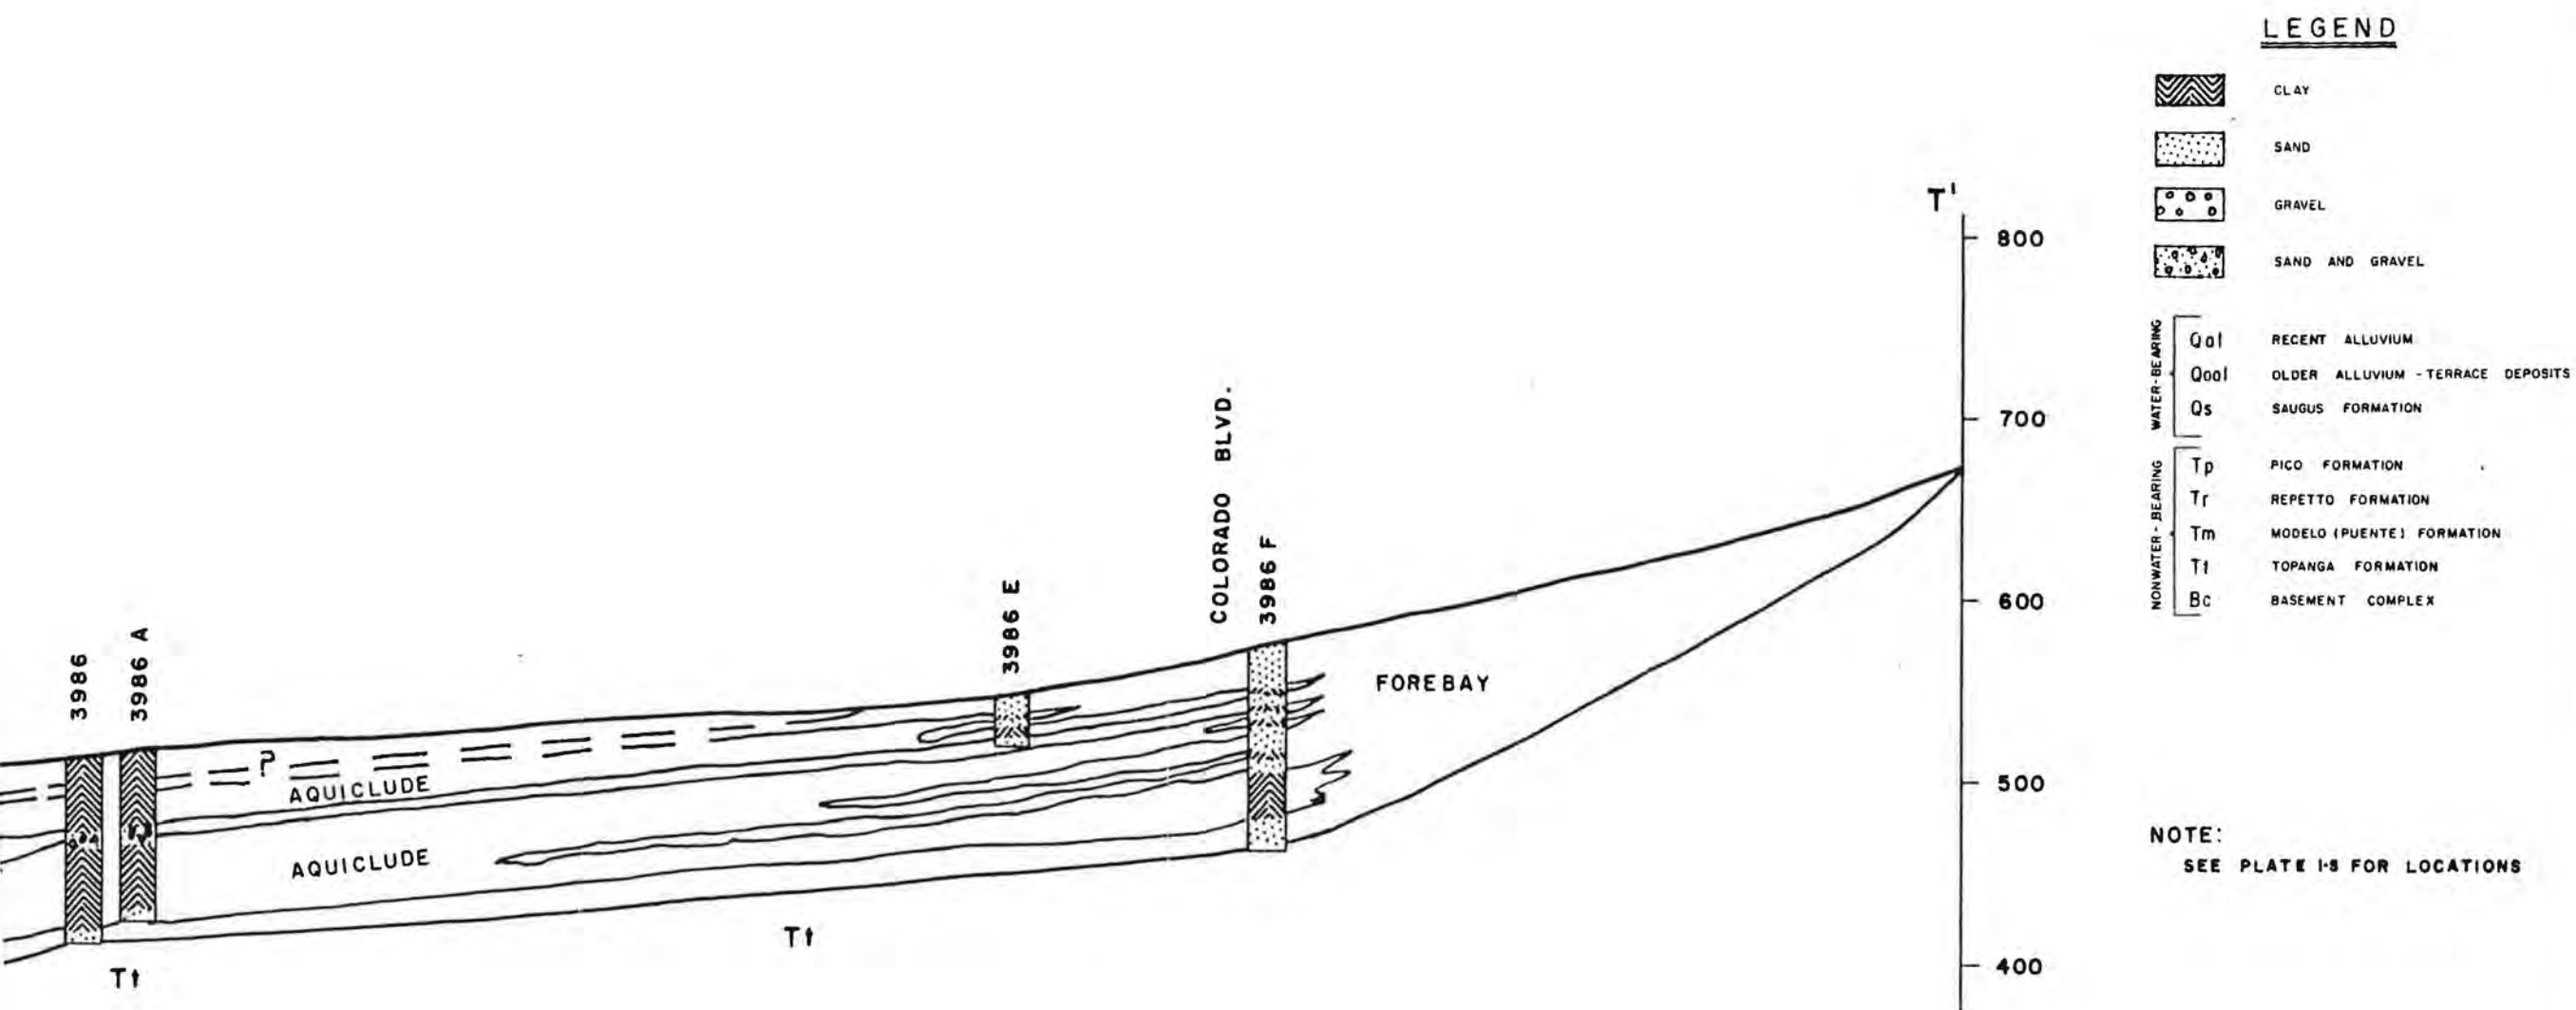 LEGEND
CLAY
SAND
GRAVEL
SAND AND GRAVEL
WATER-BEARING
Qal RECENT ALLUVIUM
Qoal OLDER ALLUVIUM - TERRACE DEPOSITS
Qs SAUGUS FORMATION
NONWATER-BEARING
Tp PICO FORMATION
Tr REPETTO FORMATION
Tm MODELO (PUENTE) FORMATION
Tt TOPANGA FORMATION
Bc BASEMENT COMPLEX
T'
800
700
600
500
400
COLORADO BLVD.
3986 F
3986 E
3986
3986 A
FOREBAY
?
AQUICLUDE
AQUICLUDE
Tt
Tt
NOTE:
SEE PLATE 1-S FOR LOCATIONS